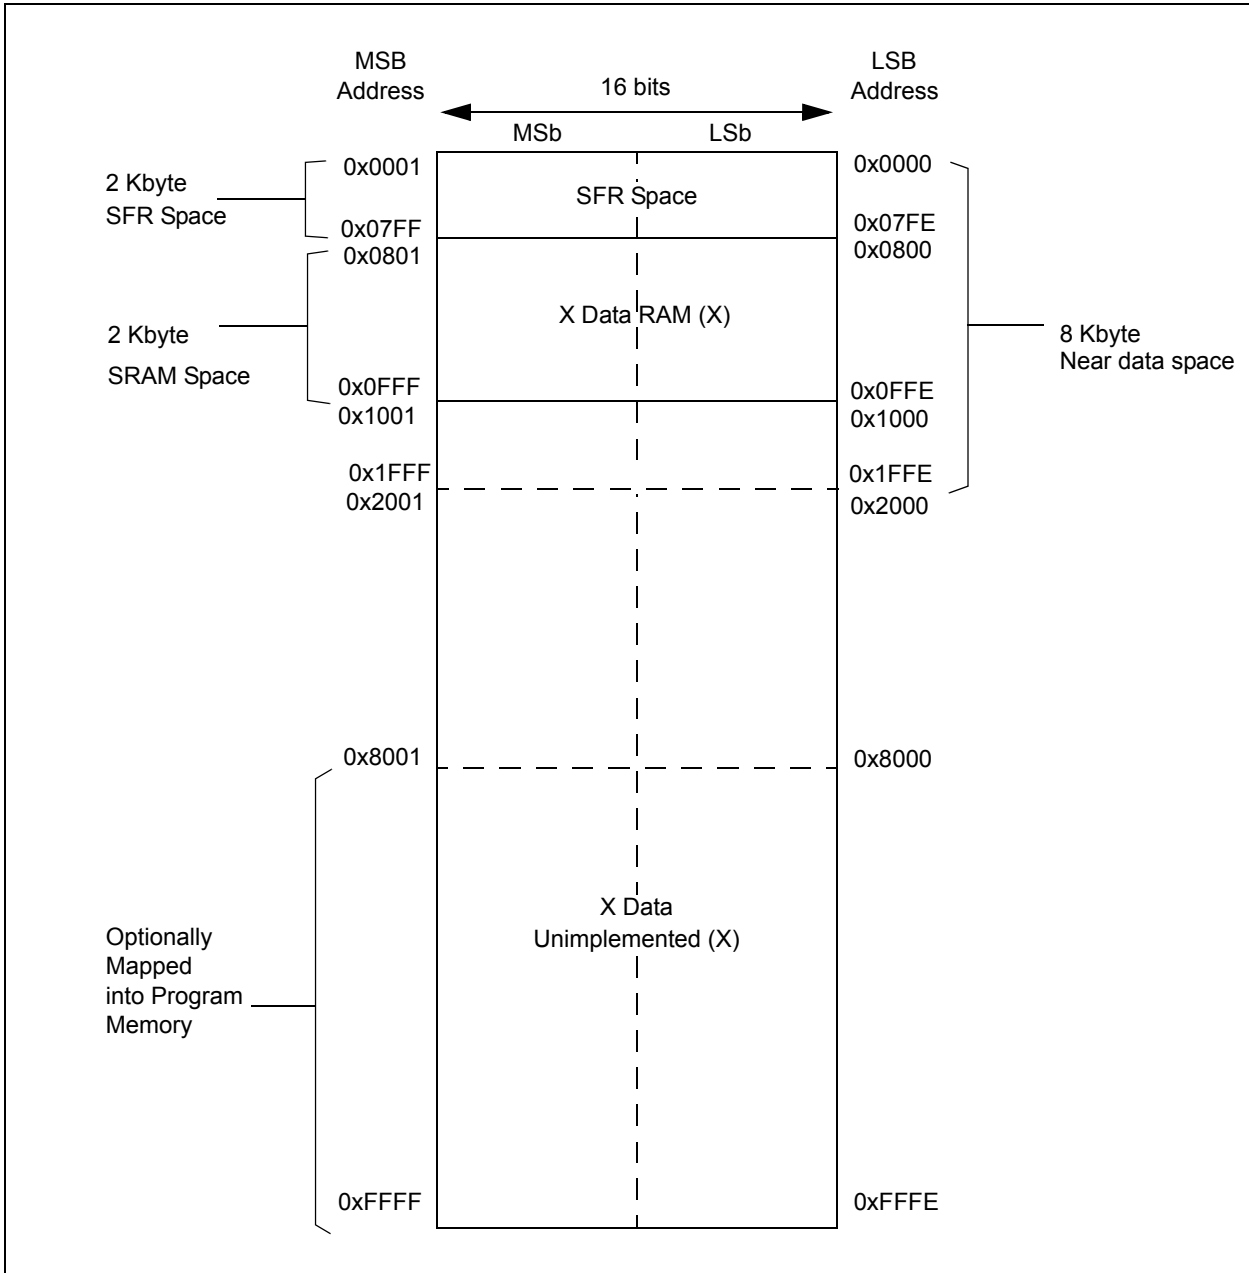 MSB
Address
LSB
Address
16 bits
MSb
LSb
0x0001
0x0000
2 Kbyte
SFR Space
SFR Space
0x07FF
0x07FE
0x0801
0x0800
X Data RAM (X)
2 Kbyte
SRAM Space
8 Kbyte
Near data space
0x0FFF
0x0FFE
0x1001
0x1000
0x1FFF
0x1FFE
0x2001
0x2000
0x8001
0x8000
X Data
Unimplemented (X)
Optionally
Mapped
into Program
Memory
0xFFFF
0xFFFE